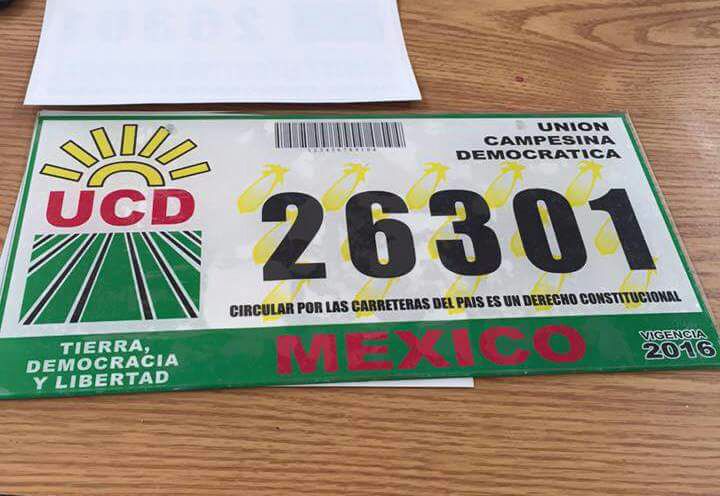 UNION
CAMPESINA
DEMOCRATICA
UCD
26301
CIRCULAR POR LAS CARRETERAS DEL PAIS ES UN DERECHO CONSTITUCIONAL
TIERRA,
DEMOCRACIA
Y LIBERTAD
MEXICO
VIGENCIA
2016